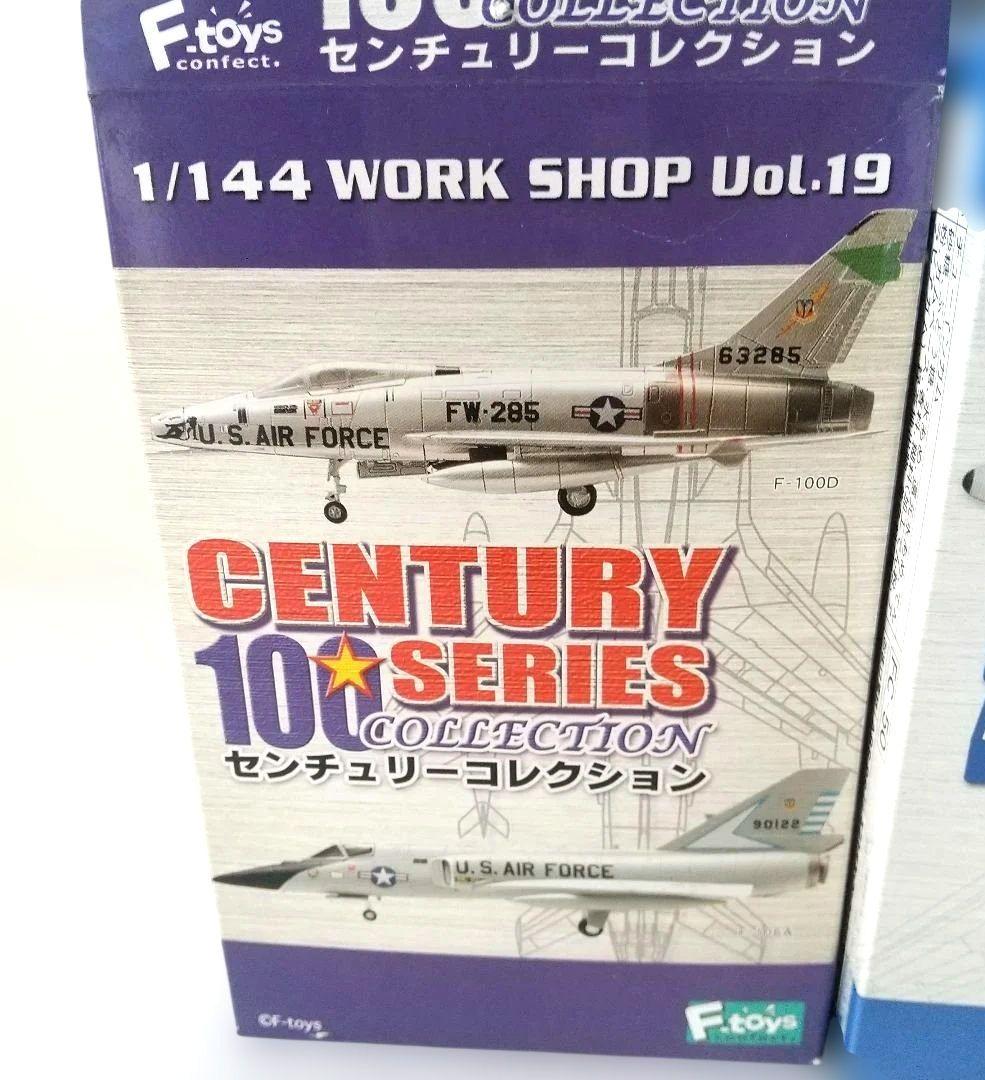 F-toys
confect.
100 COLLECTION
センチュリーコレクション
1/144 WORK SHOP Vol.19
63285
FW-285
U.S. AIR FORCE
F-100D
CENTURY
100 SERIES
COLLECTION
センチュリーコレクション
90122
U.S. AIR FORCE
©F-toys
F-toys